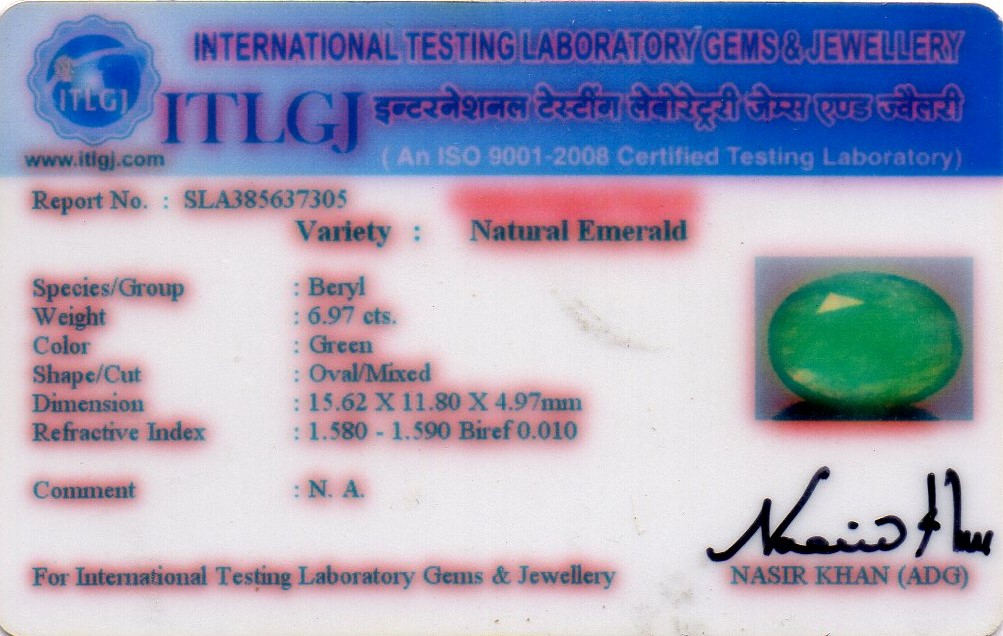 INTERNATIONAL TESTING LABORATORY GEMS & JEWELLERY
ITLGJ
ITLGJ इन्टरनेशनल टेस्टींग लेबोरेट्ररी जेम्स एण्ड ज्वैलरी
www.itlgj.com
( An ISO 9001-2008 Certified Testing Laboratory)
Report No. : SLA385637305
Variety : Natural Emerald
Species/Group : Beryl
Weight : 6.97 cts.
Color : Green
Shape/Cut : Oval/Mixed
Dimension : 15.62 X 11.80 X 4.97mm
Refractive Index : 1.580 - 1.590 Biref 0.010
Comment : N. A.
For International Testing Laboratory Gems & Jewellery
NASIR KHAN (ADG)